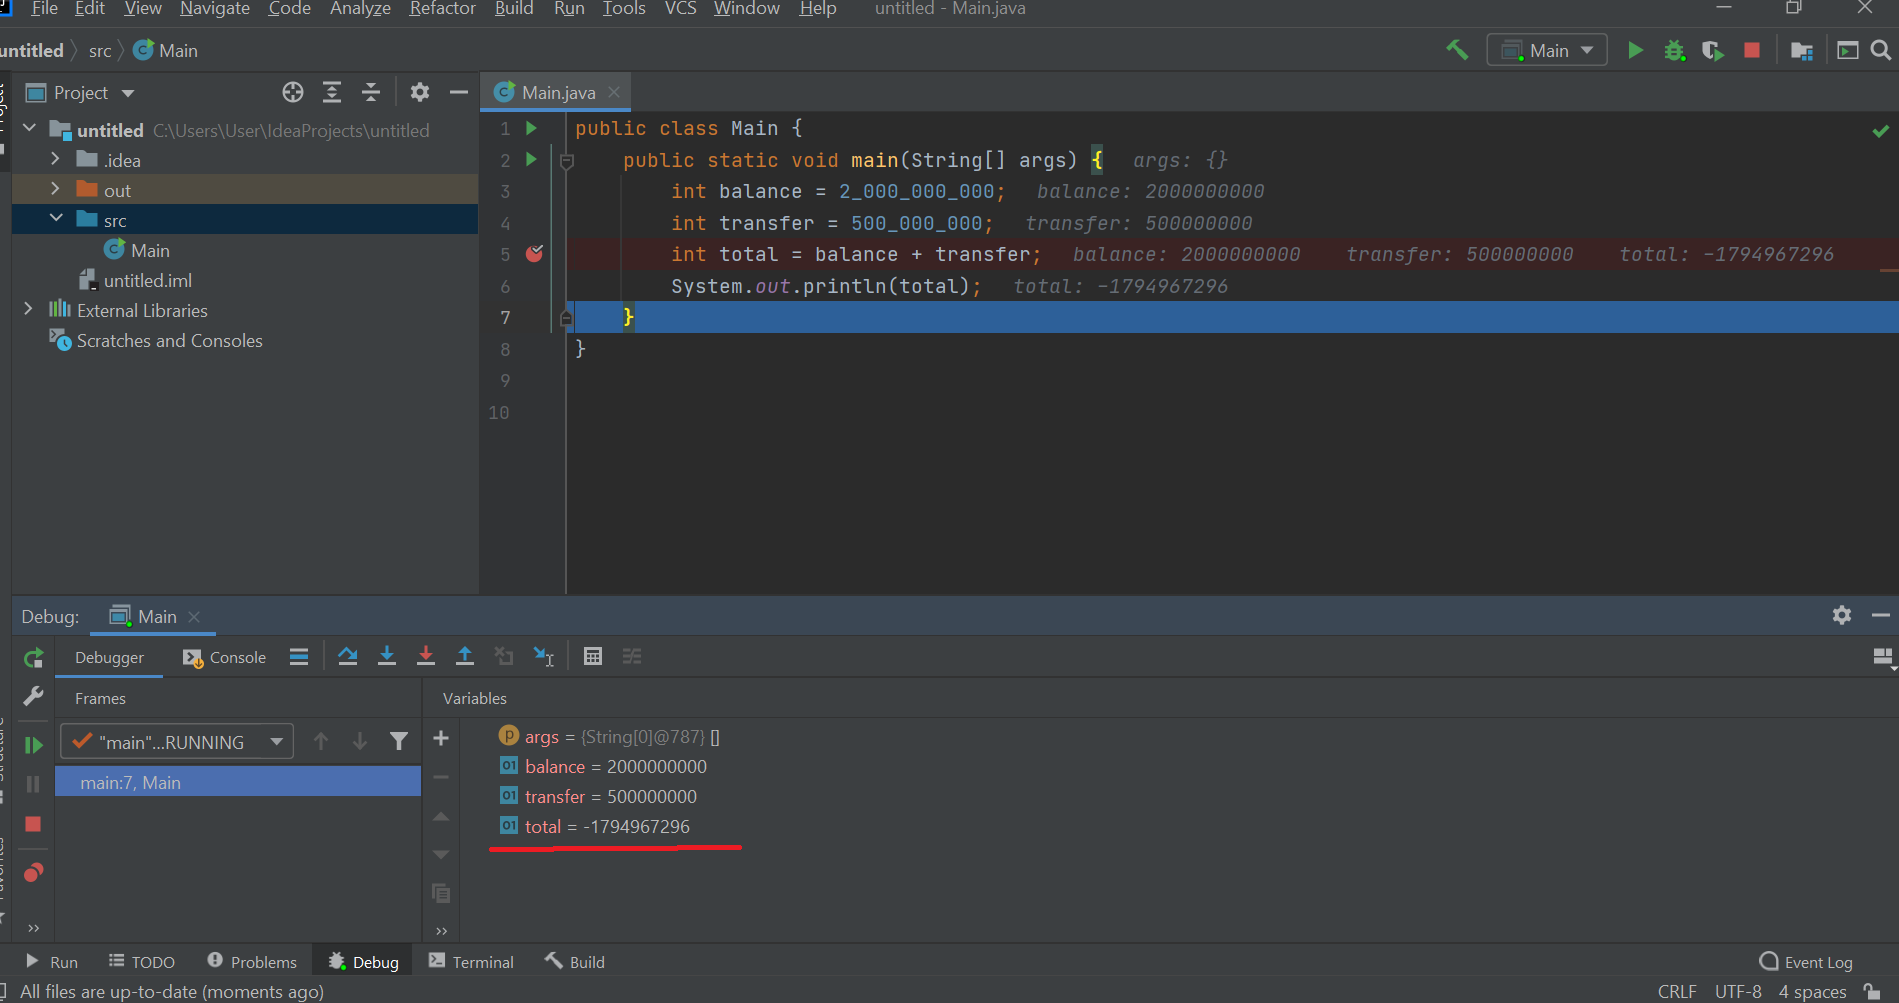 File Edit View Navigate Code Analyze Refactor Build Run Tools VCS Window Help untitled - Main.java
untitled src Main Main
Project
Main.java
untitled C:\Users\User\IdeaProjects\untitled
.idea
out
src
Main
untitled.iml
External Libraries
Scratches and Consoles
1 public class Main {
2 public static void main(String[] args) { args: {}
3 int balance = 2_000_000_000; balance: 2000000000
4 int transfer = 500_000_000; transfer: 500000000
5 int total = balance + transfer; balance: 2000000000 transfer: 500000000 total: -1794967296
6 System.out.println(total); total: -1794967296
7 }
8 }
9
10
Debug: Main
Debugger Console
Frames
Variables
"main"...RUNNING
main:7, Main
args = {String[0]@787} []
balance = 2000000000
transfer = 500000000
total = -1794967296
Run TODO Problems Debug Terminal Build Event Log
All files are up-to-date (moments ago) CRLF UTF-8 4 spaces